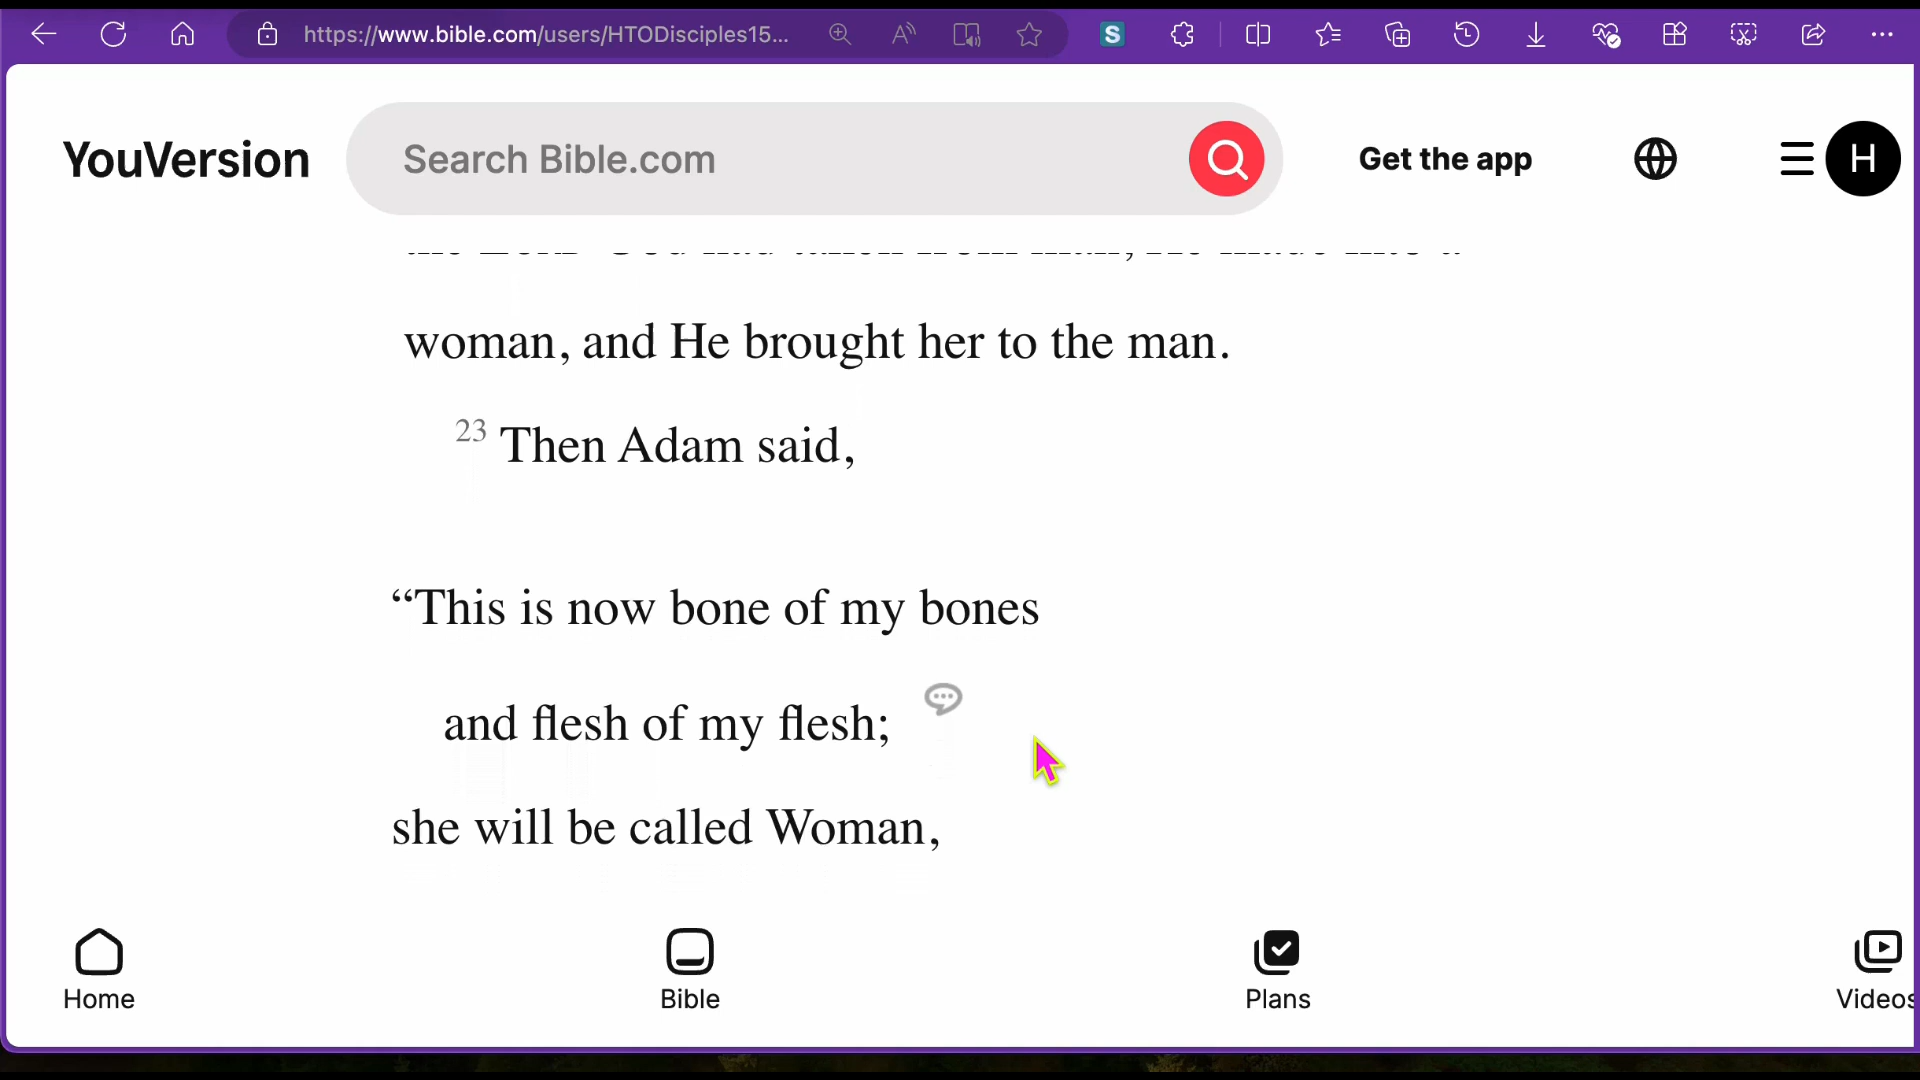 https://www.bible.com/users/HTODisciples15...
S
YouVersion
Search Bible.com
Get the app
H
woman, and He brought her to the man.
23 Then Adam said,
“This is now bone of my bones
and flesh of my flesh;
she will be called Woman,
Home
Bible
Plans
Videos